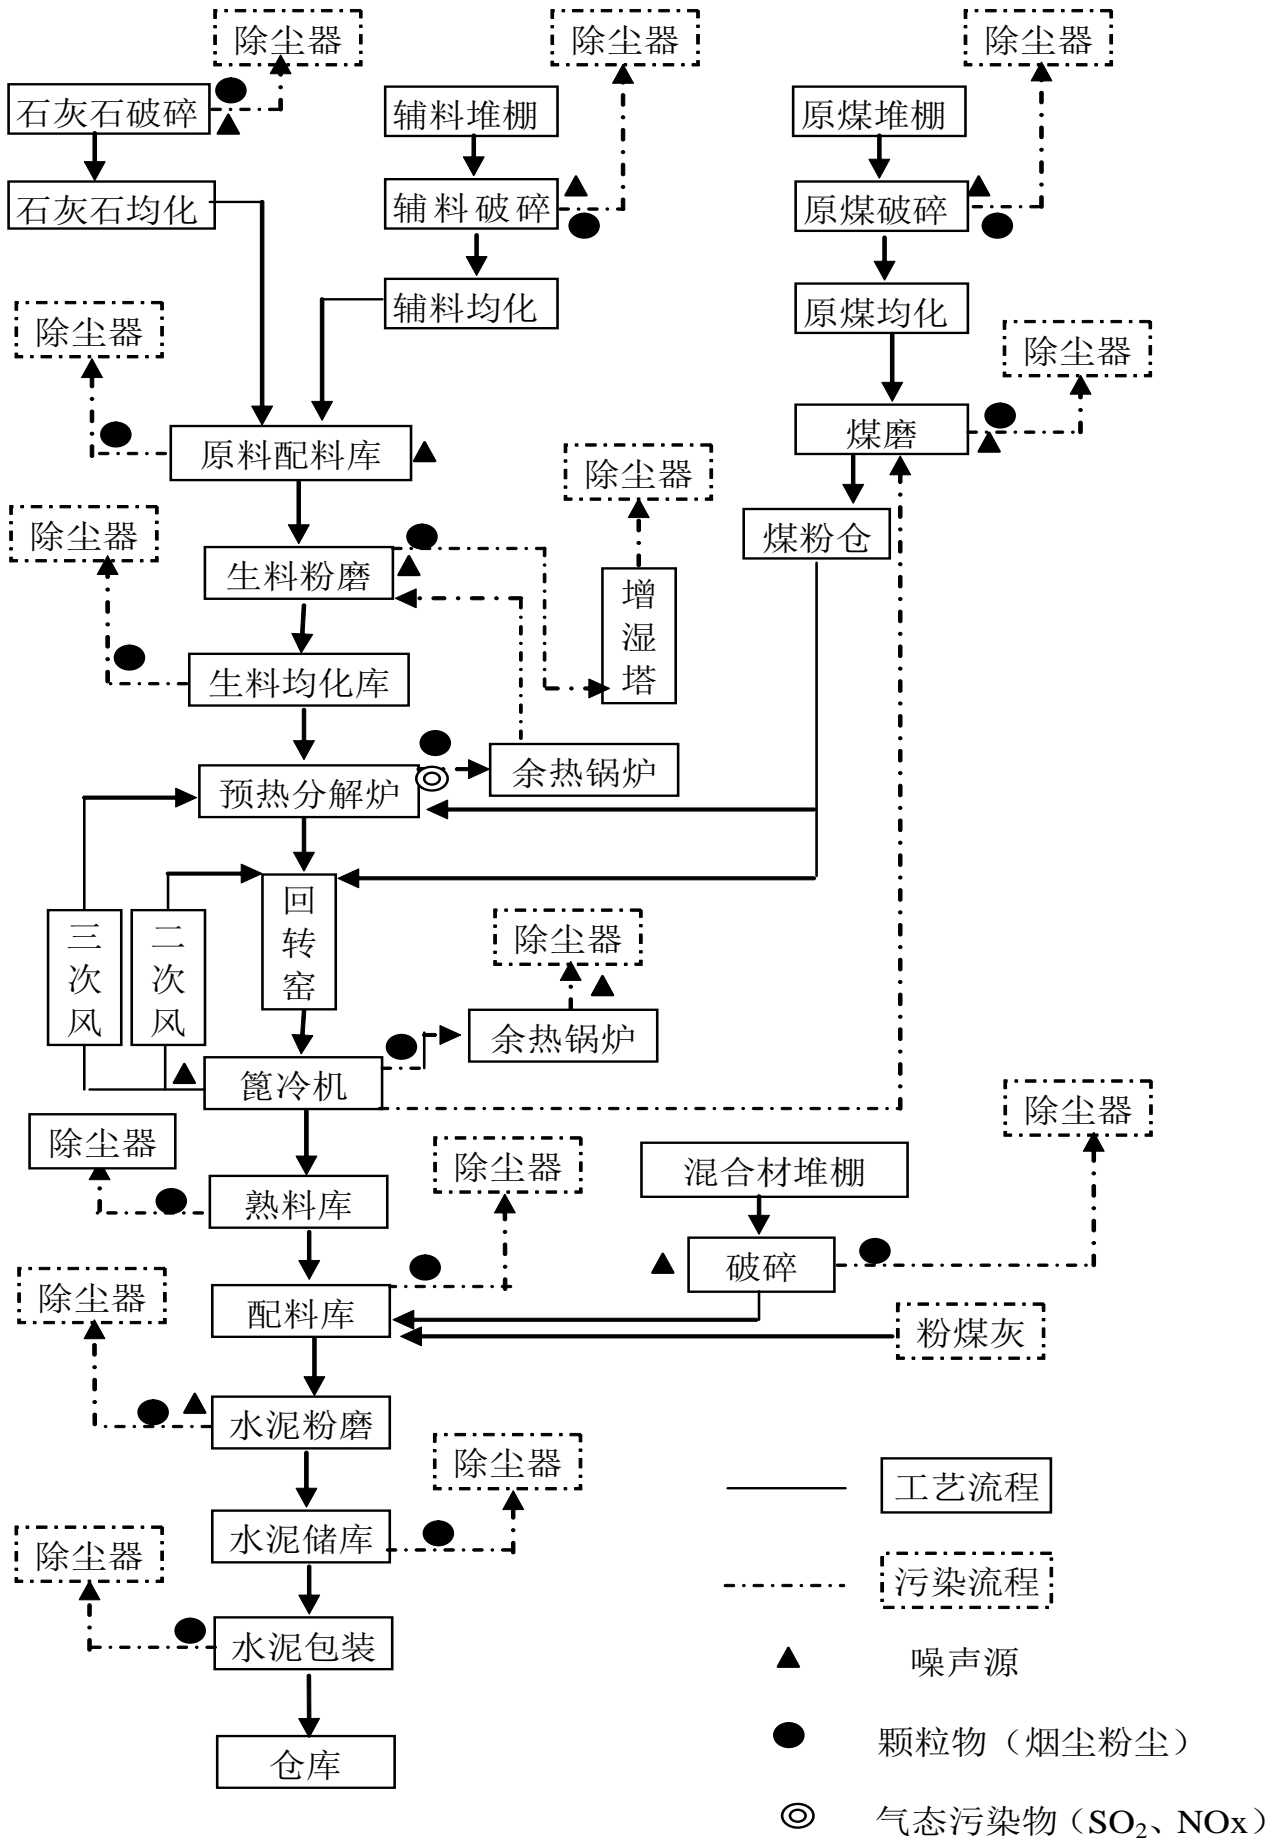 除尘器
除尘器
除尘器
石灰石破碎
辅料堆棚
原煤堆棚
石灰石均化
辅料破碎
原煤破碎
辅料均化
原煤均化
除尘器
除尘器
煤磨
原料配料库
除尘器
除尘器
煤粉仓
生料粉磨
增湿塔
生料均化库
余热锅炉
预热分解炉
回转窑
三次风
二次风
除尘器
余热锅炉
篦冷机
除尘器
除尘器
除尘器
混合材堆棚
熟料库
破碎
除尘器
配料库
粉煤灰
水泥粉磨
除尘器
工艺流程
水泥储库
除尘器
污染流程
水泥包装
噪声源
仓库
颗粒物（烟尘粉尘）
气态污染物（SO₂、NOx）